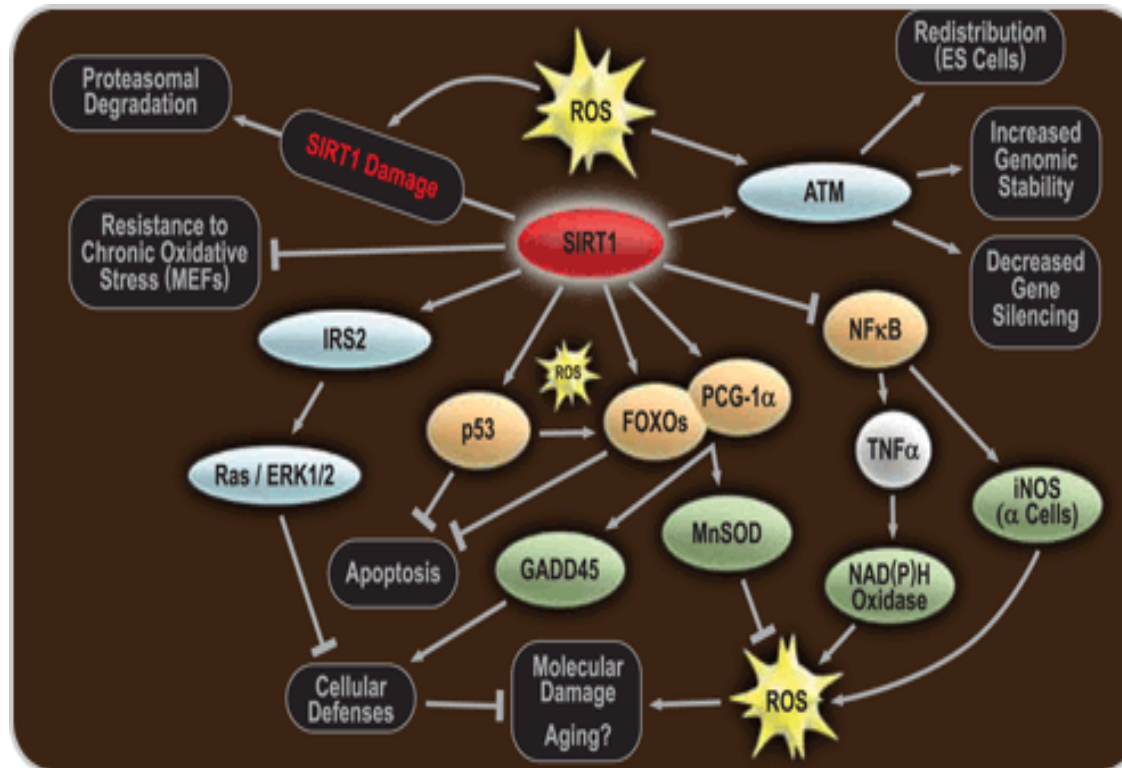 Redistribution
(ES Cells)
Proteasomal
Degradation
ROS
SIRT1 Damage
Increased
Genomic
Stability
ATM
Resistance to
Chronic Oxidative
Stress (MEFs)
SIRT1
Decreased
Gene
Silencing
IRS2
NFκB
ROS
PCG-1α
p53
FOXOs
TNFα
Ras / ERK1/2
iNOS
(α Cells)
MnSOD
Apoptosis
GADD45
NAD(P)H
Oxidase
Cellular
Defenses
Molecular
Damage
Aging?
ROS